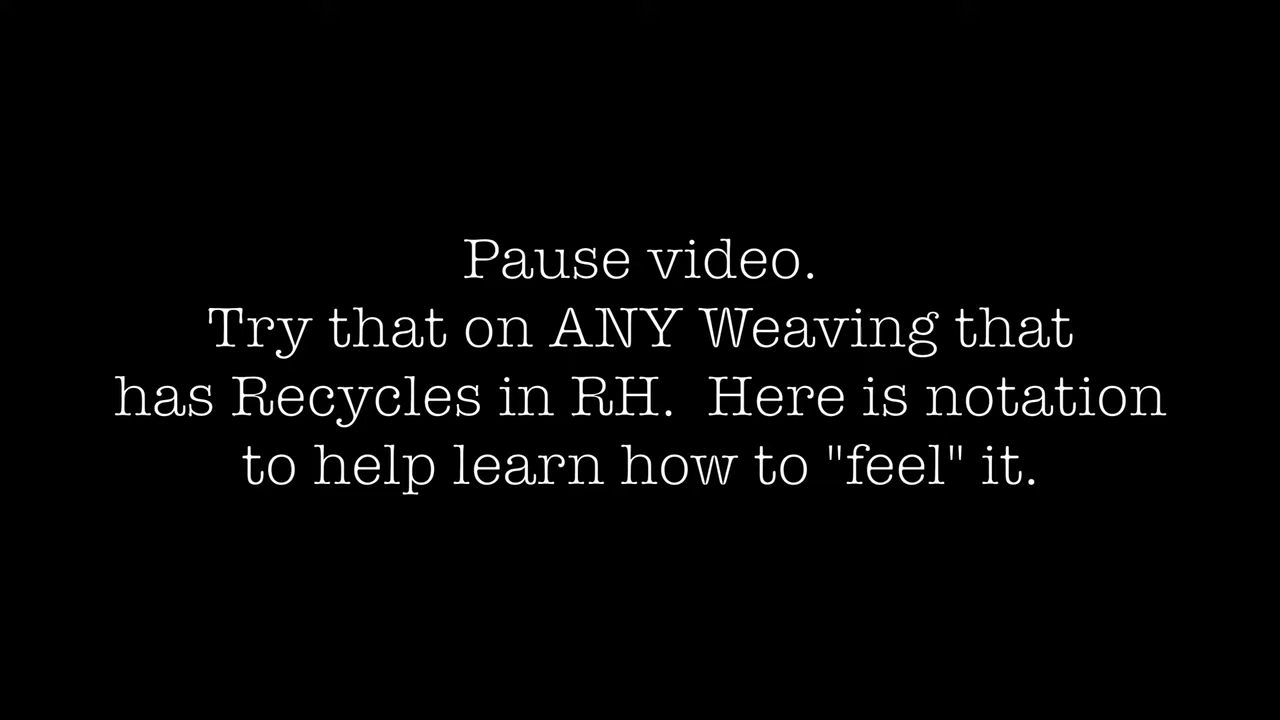 Pause video.
Try that on ANY Weaving that
has Recycles in RH.  Here is notation
to help learn how to "feel" it.